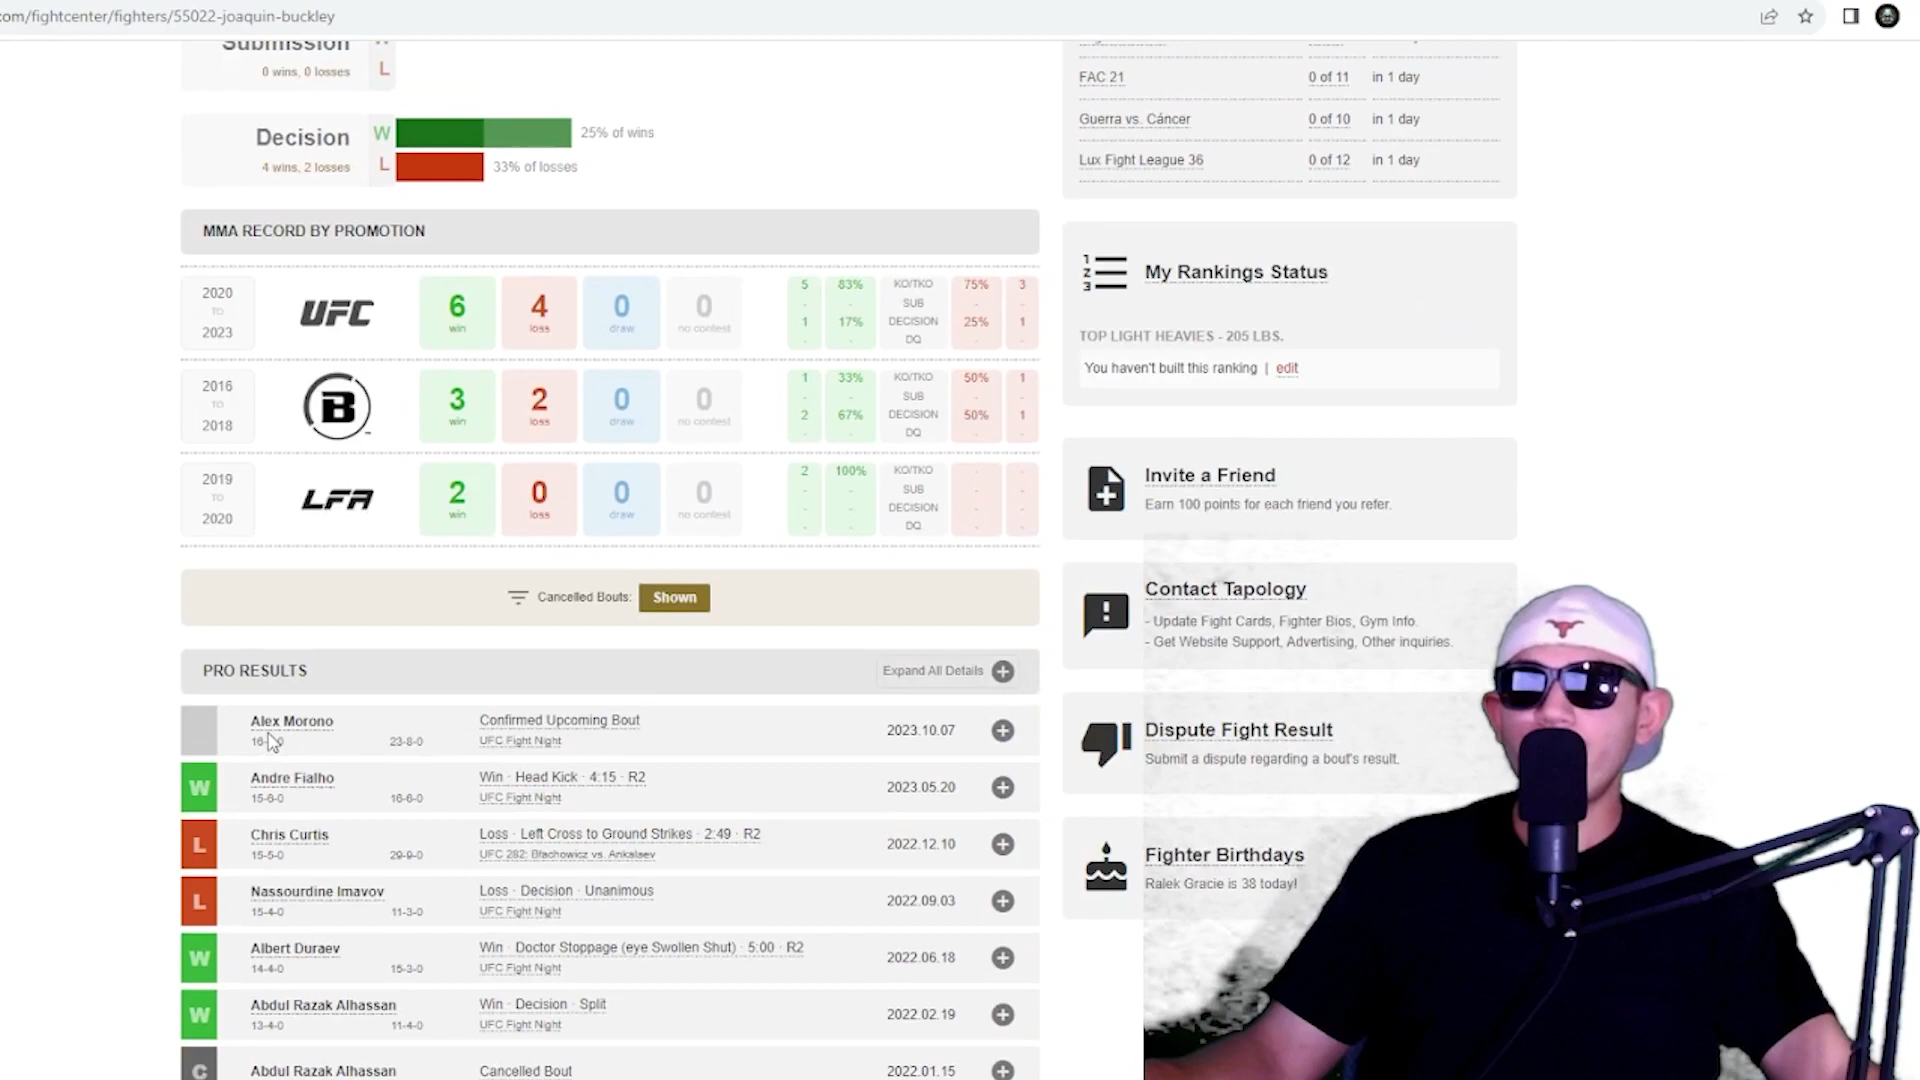 com/fightcenter/fighters/55022-joaquin-buckley
Submission
0 wins, 0 losses
L
Decision
4 wins, 2 losses
W
25% of wins
L
33% of losses
MMA RECORD BY PROMOTION
2020
TO
2023
UFC
6
win
4
loss
0
draw
0
no contest
5 83% KO/TKO 75% 3
- - SUB - -
1 17% DECISION 25% 1
- - DQ - -
2016
TO
2018
B
3
win
2
loss
0
draw
0
no contest
1 33% KO/TKO 50% 1
- - SUB - -
2 67% DECISION 50% 1
- - DQ - -
2019
TO
2020
LFA
2
win
0
loss
0
draw
0
no contest
2 100% KO/TKO - -
- - SUB - -
- - DECISION - -
- - DQ - -
Cancelled Bouts: Shown
PRO RESULTS
Expand All Details
Alex Morono
23-8-0
Confirmed Upcoming Bout
UFC Fight Night
2023.10.07
W
Andre Fialho
15-6-0 16-6-0
Win · Head Kick · 4:15 · R2
UFC Fight Night
2023.05.20
L
Chris Curtis
15-5-0 29-9-0
Loss · Left Cross to Ground Strikes · 2:49 · R2
UFC 282: Błachowicz vs. Ankalaev
2022.12.10
L
Nassourdine Imavov
15-4-0 11-3-0
Loss · Decision · Unanimous
UFC Fight Night
2022.09.03
W
Albert Duraev
14-4-0 15-3-0
Win · Doctor Stoppage (eye Swollen Shut) · 5:00 · R2
UFC Fight Night
2022.06.18
W
Abdul Razak Alhassan
13-4-0 11-4-0
Win · Decision · Split
UFC Fight Night
2022.02.19
C
Abdul Razak Alhassan
Cancelled Bout
2022.01.15
FAC 21 0 of 11 in 1 day
Guerra vs. Cáncer 0 of 10 in 1 day
Lux Fight League 36 0 of 12 in 1 day
1
2
3
My Rankings Status
TOP LIGHT HEAVIES - 205 LBS.
You haven't built this ranking | edit
Invite a Friend
Earn 100 points for each friend you refer.
Contact Tapology
- Update Fight Cards, Fighter Bios, Gym Info.
- Get Website Support, Advertising, Other inquiries.
Dispute Fight Result
Submit a dispute regarding a bout's result.
Fighter Birthdays
Ralek Gracie is 38 today!